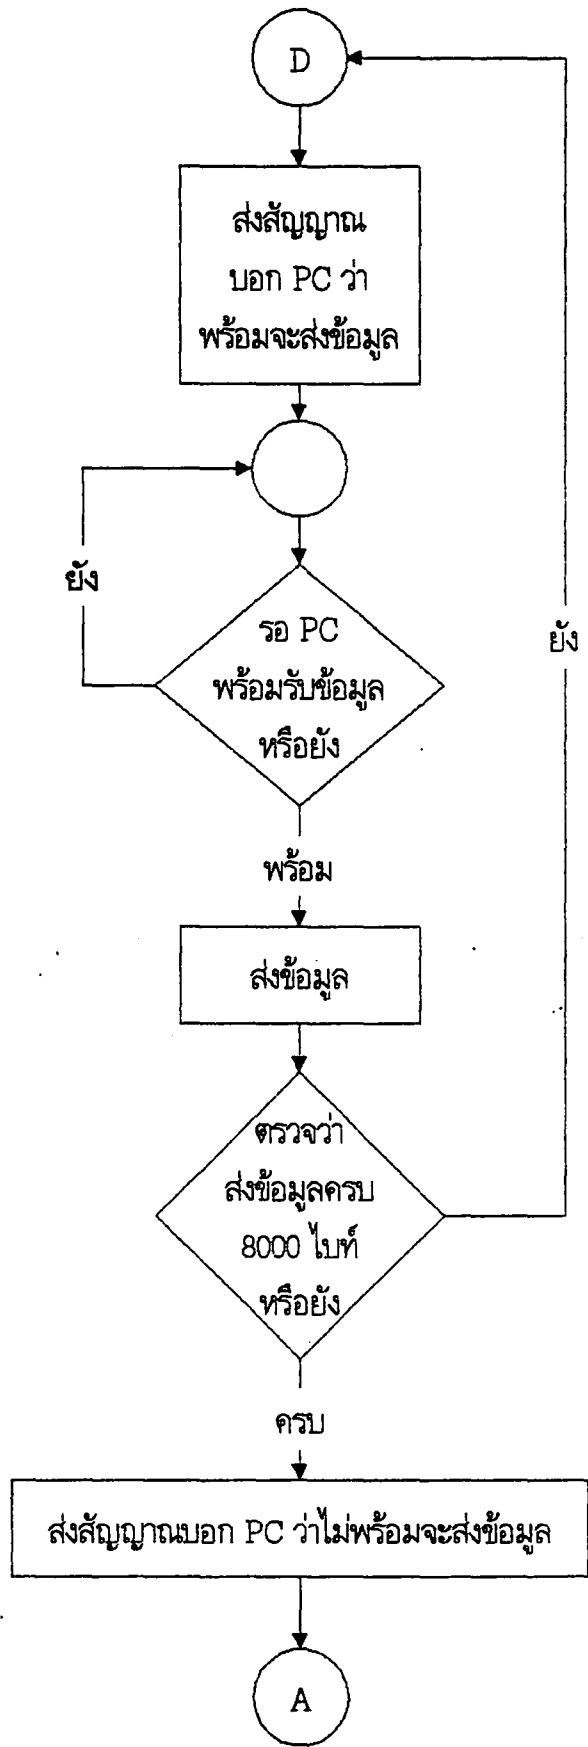 D
ส่งสัญญาณ
บอก PC ว่า
พร้อมจะส่งข้อมูล
ยัง
รอ PC
พร้อมรับข้อมูล
หรือยัง
ยัง
พร้อม
ส่งข้อมูล
ตรวจว่า
ส่งข้อมูลครบ
8000 ไบท์
หรือยัง
ครบ
ส่งสัญญาณบอก PC ว่าไม่พร้อมจะส่งข้อมูล
A